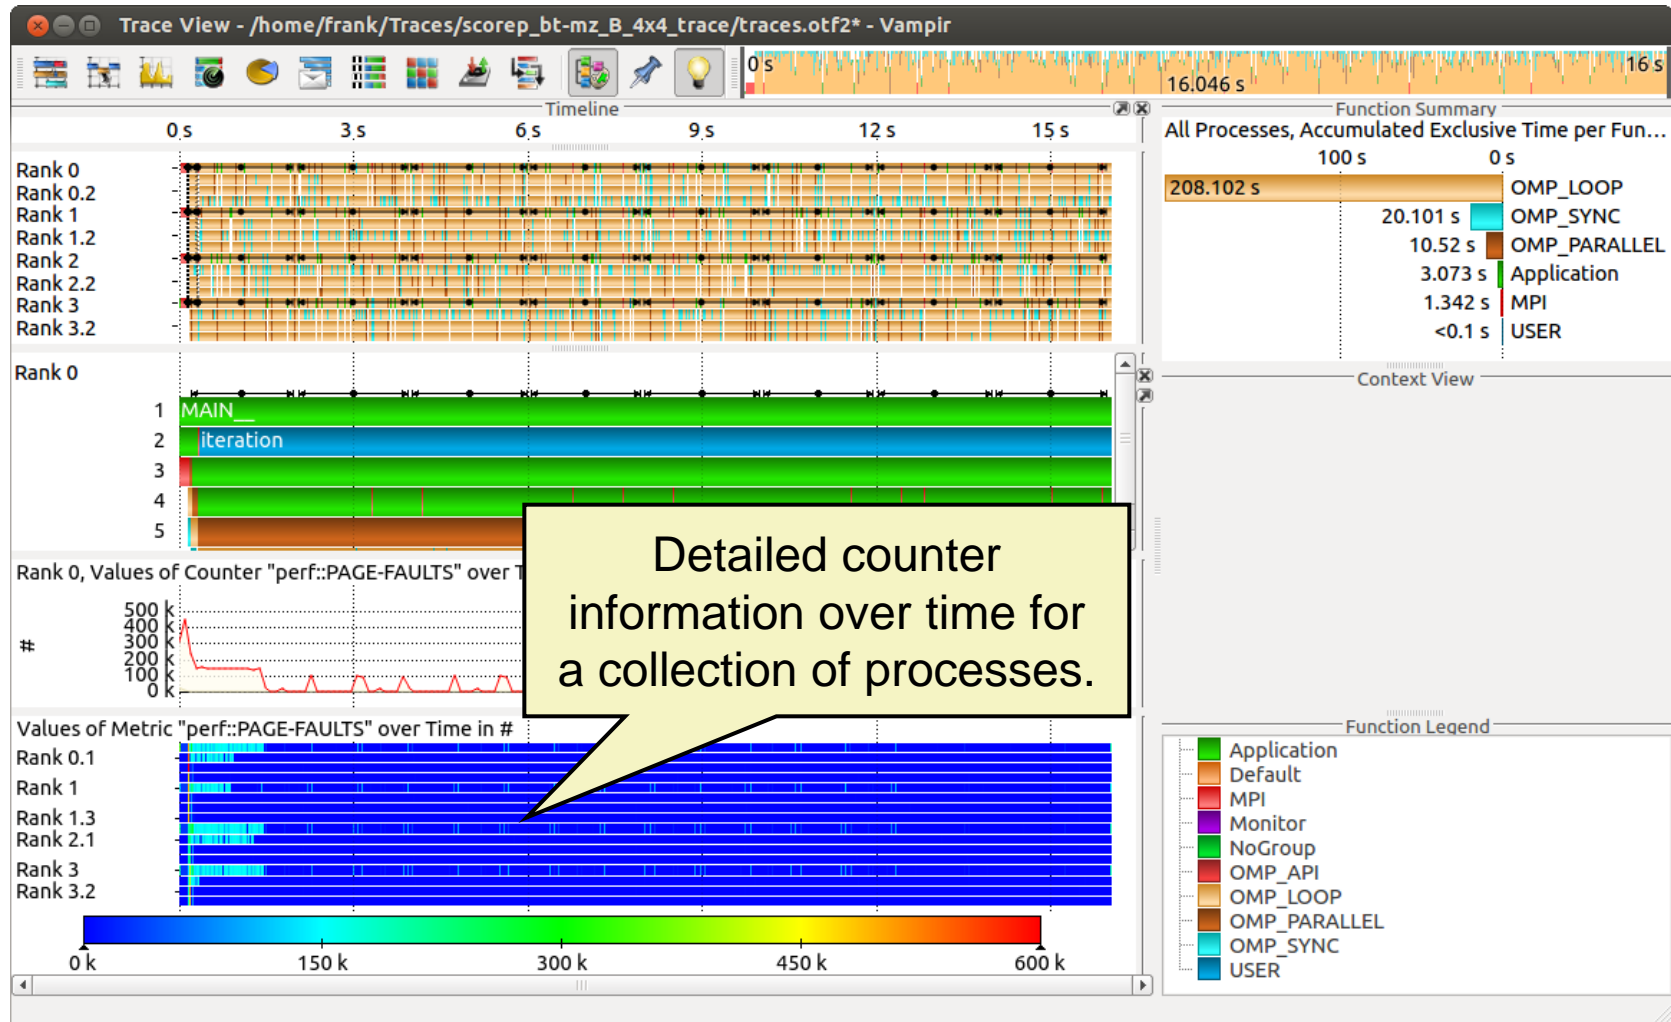 Trace View - /home/frank/Traces/scorep_bt-mz_B_4x4_trace/traces.otf2* - Vampir
0 s
16 s
16.046 s
Timeline
0 s
3 s
6 s
9 s
12 s
15 s
Rank 0
Rank 0.2
Rank 1
Rank 1.2
Rank 2
Rank 2.2
Rank 3
Rank 3.2
Rank 0
1
MAIN__
2
iteration
3
4
5
Rank 0, Values of Counter "perf::PAGE-FAULTS" over T
500 k
400 k
300 k
200 k
100 k
0 k
#
Detailed counter
information over time for
a collection of processes.
Values of Metric "perf::PAGE-FAULTS" over Time in #
Rank 0.1
Rank 1
Rank 1.3
Rank 2.1
Rank 3
Rank 3.2
0 k
150 k
300 k
450 k
600 k
Function Summary
All Processes, Accumulated Exclusive Time per Fun...
100 s
0 s
208.102 s
OMP_LOOP
20.101 s
OMP_SYNC
10.52 s
OMP_PARALLEL
3.073 s
Application
1.342 s
MPI
<0.1 s
USER
Context View
Function Legend
Application
Default
MPI
Monitor
NoGroup
OMP_API
OMP_LOOP
OMP_PARALLEL
OMP_SYNC
USER